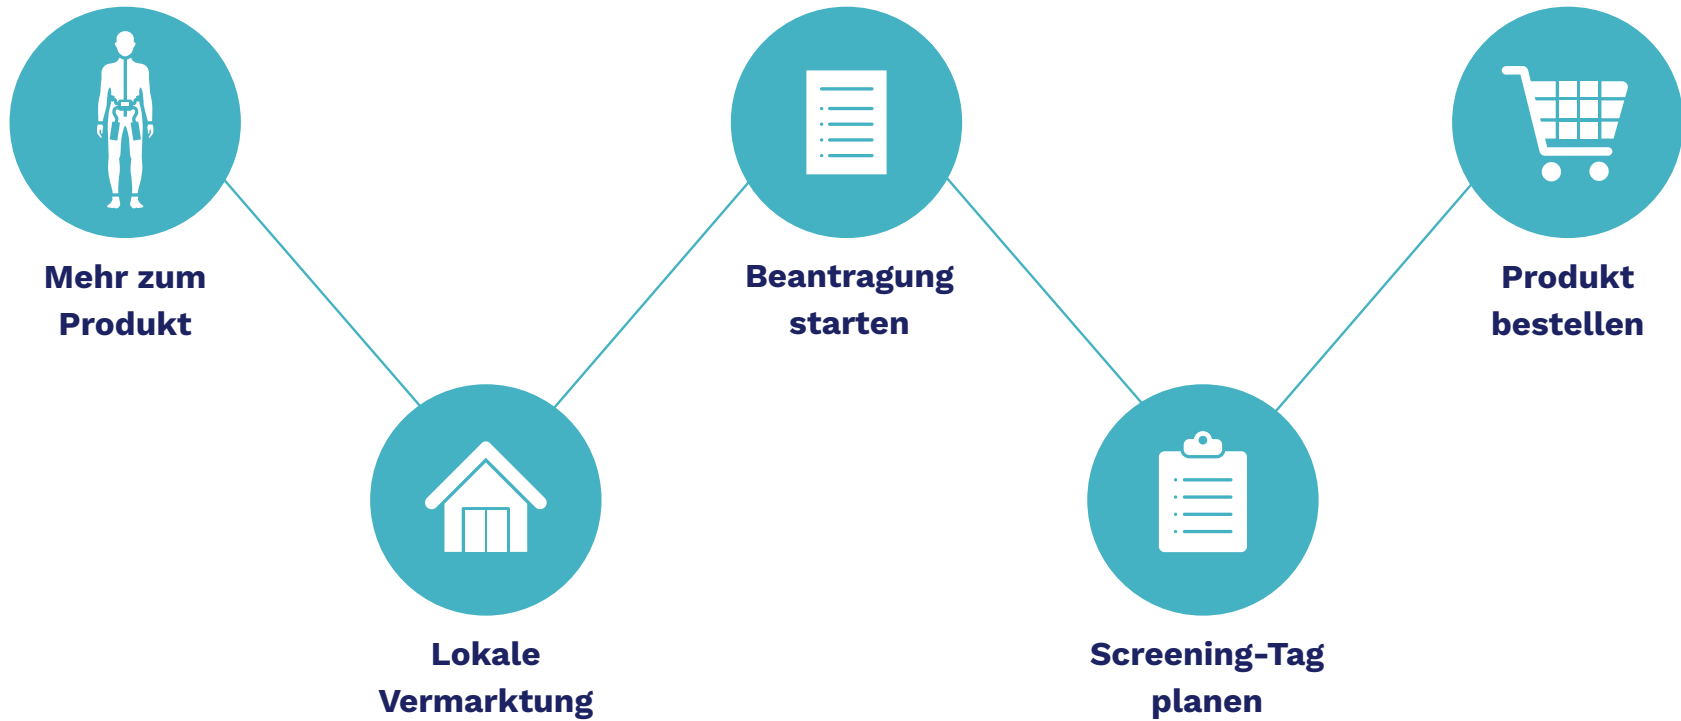 Mehr zum
Produkt
Lokale
Vermarktung
Beantragung
starten
Screening-Tag
planen
Produkt
bestellen